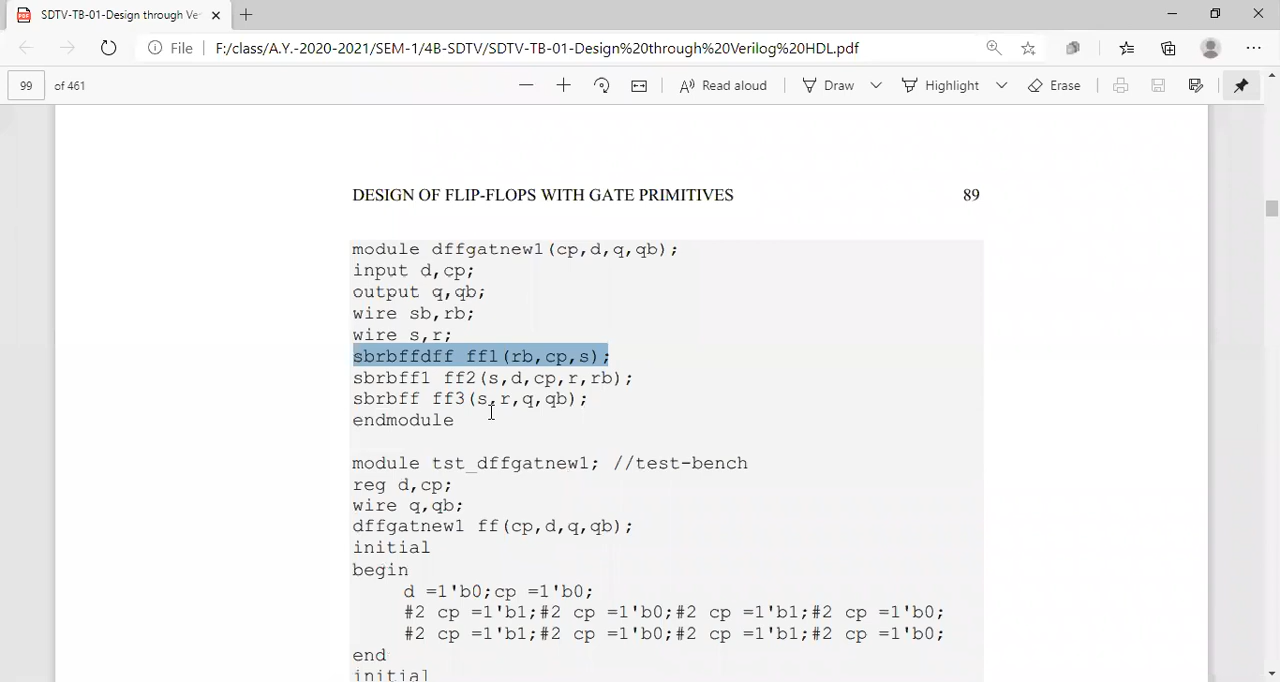 SDTV-TB-01-Design through Ve
File F:/class/A.Y.-2020-2021/SEM-1/4B-SDTV/SDTV-TB-01-Design%20through%20Verilog%20HDL.pdf
99 of 461 Read aloud Draw Highlight Erase
DESIGN OF FLIP-FLOPS WITH GATE PRIMITIVES 89
module dffgatnew1(cp,d,q,qb);
input d,cp;
output q,qb;
wire sb,rb;
wire s,r;
sbrbffdff ff1(rb,cp,s);
sbrbff1 ff2(s,d,cp,r,rb);
sbrbff ff3(s,r,q,qb);
endmodule
module tst_dffgatnew1; //test-bench
reg d,cp;
wire q,qb;
dffgatnew1 ff(cp,d,q,qb);
initial
begin
d =1'b0;cp =1'b0;
#2 cp =1'b1;#2 cp =1'b0;#2 cp =1'b1;#2 cp =1'b0;
#2 cp =1'b1;#2 cp =1'b0;#2 cp =1'b1;#2 cp =1'b0;
end
initial